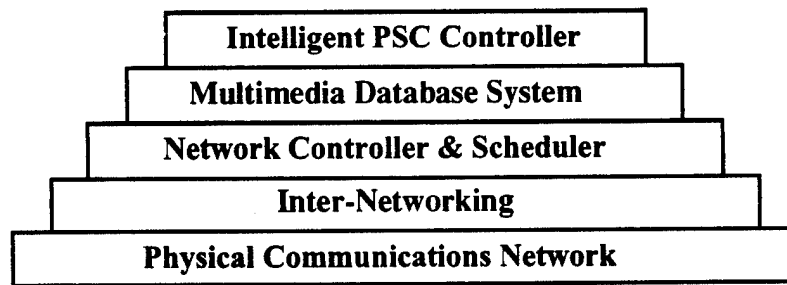 Intelligent PSC Controller
Multimedia Database System
Network Controller & Scheduler
Inter-Networking
Physical Communications Network